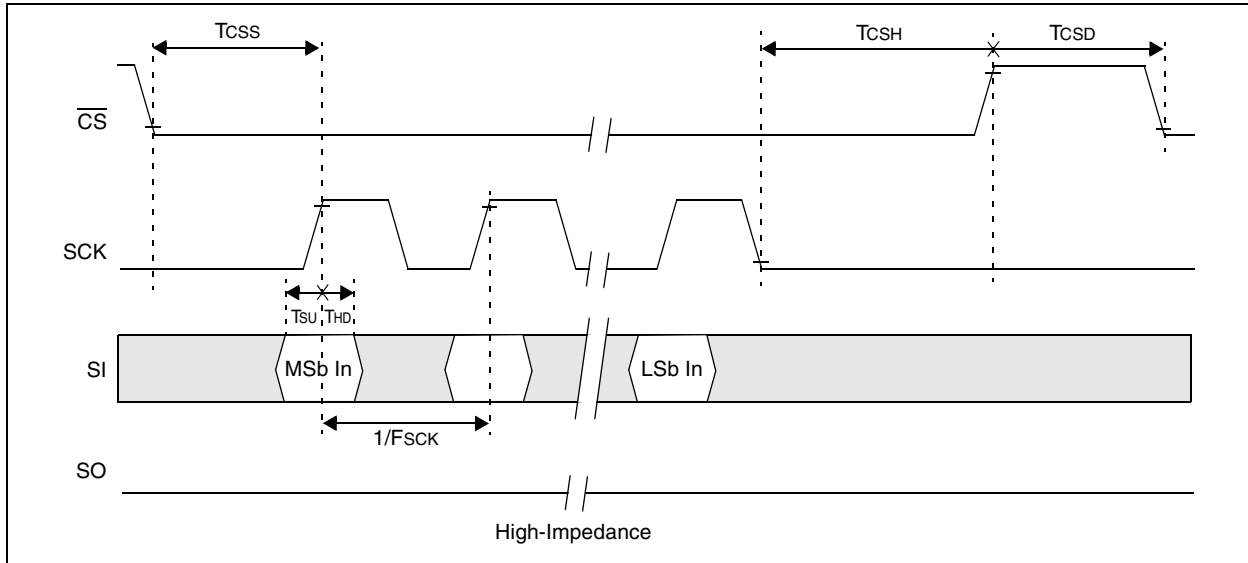 TCSS
TCSH
TCSD
CS
SCK
TSU
THD
SI
MSb In
LSb In
1/FSCK
SO
High-Impedance